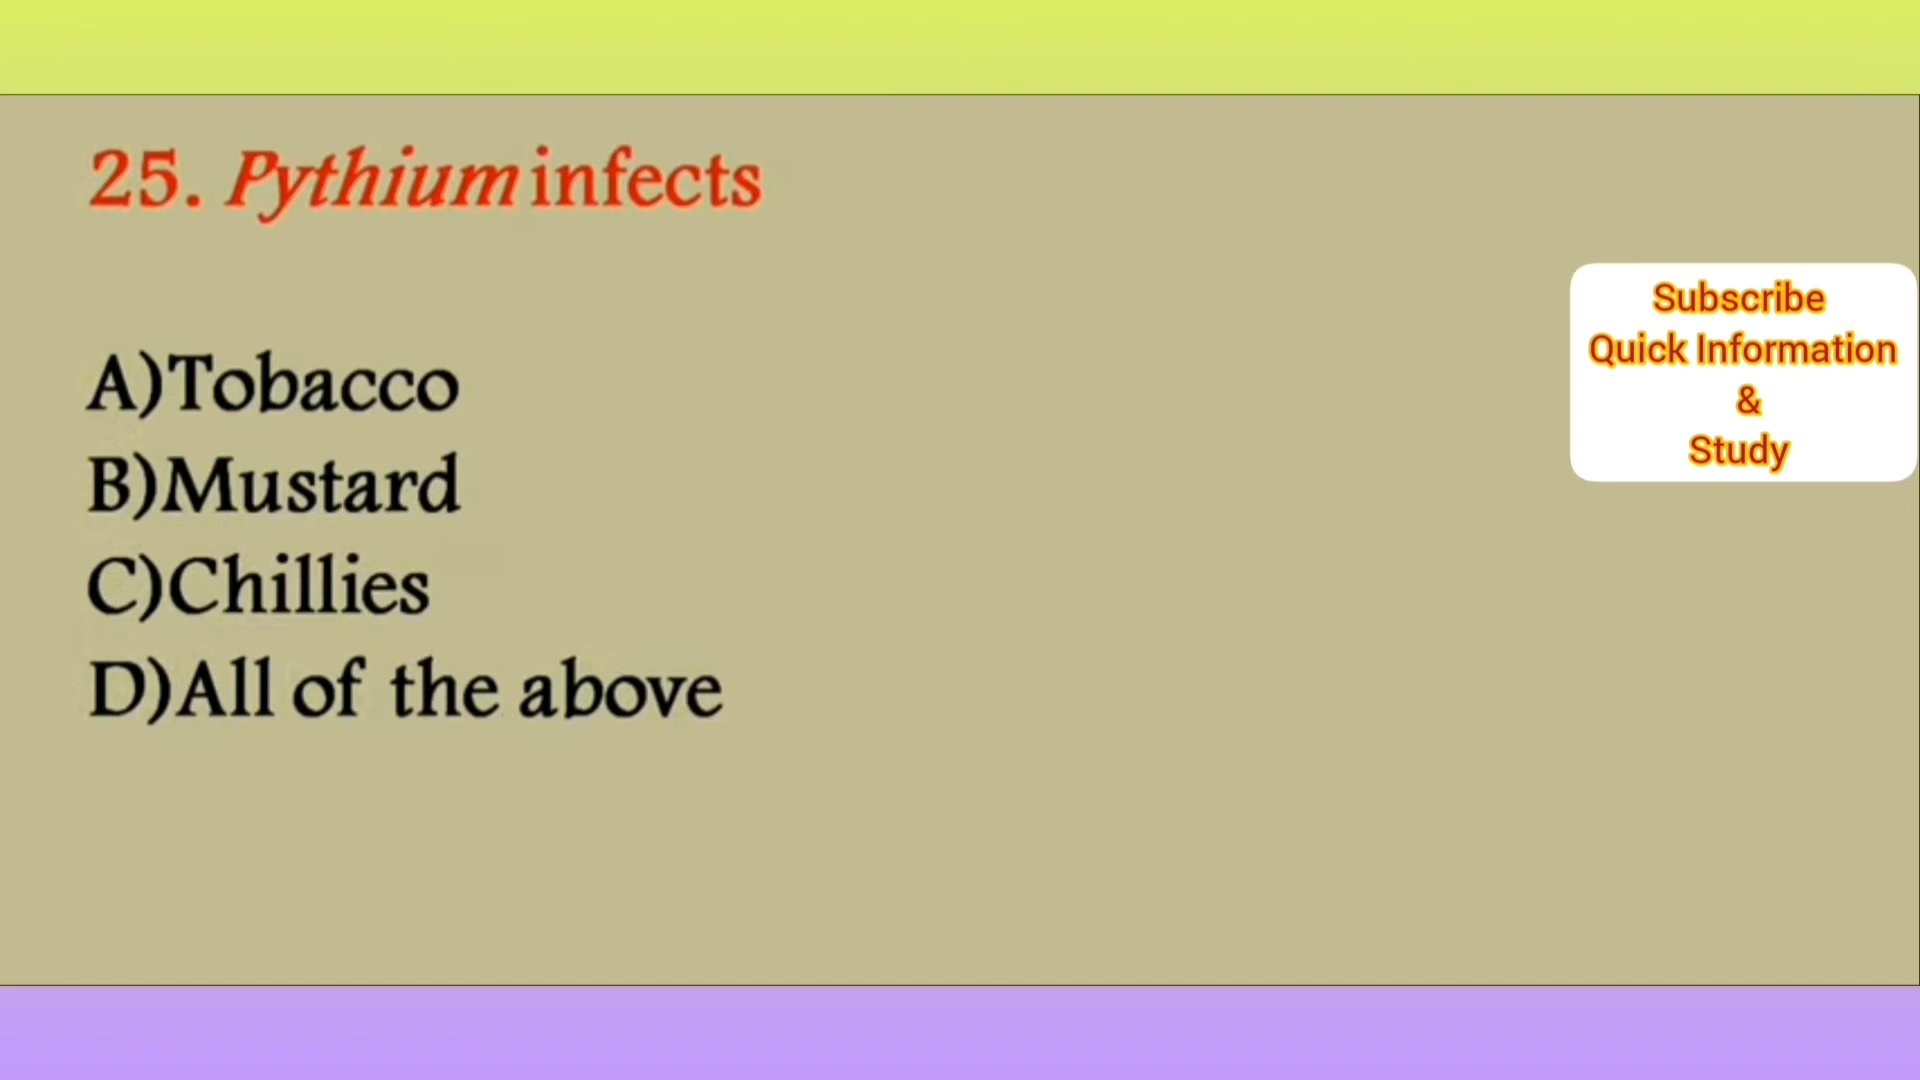 25. Pythium infects
A)Tobacco
B)Mustard
C)Chillies
D)All of the above
Subscribe
Quick Information
&
Study